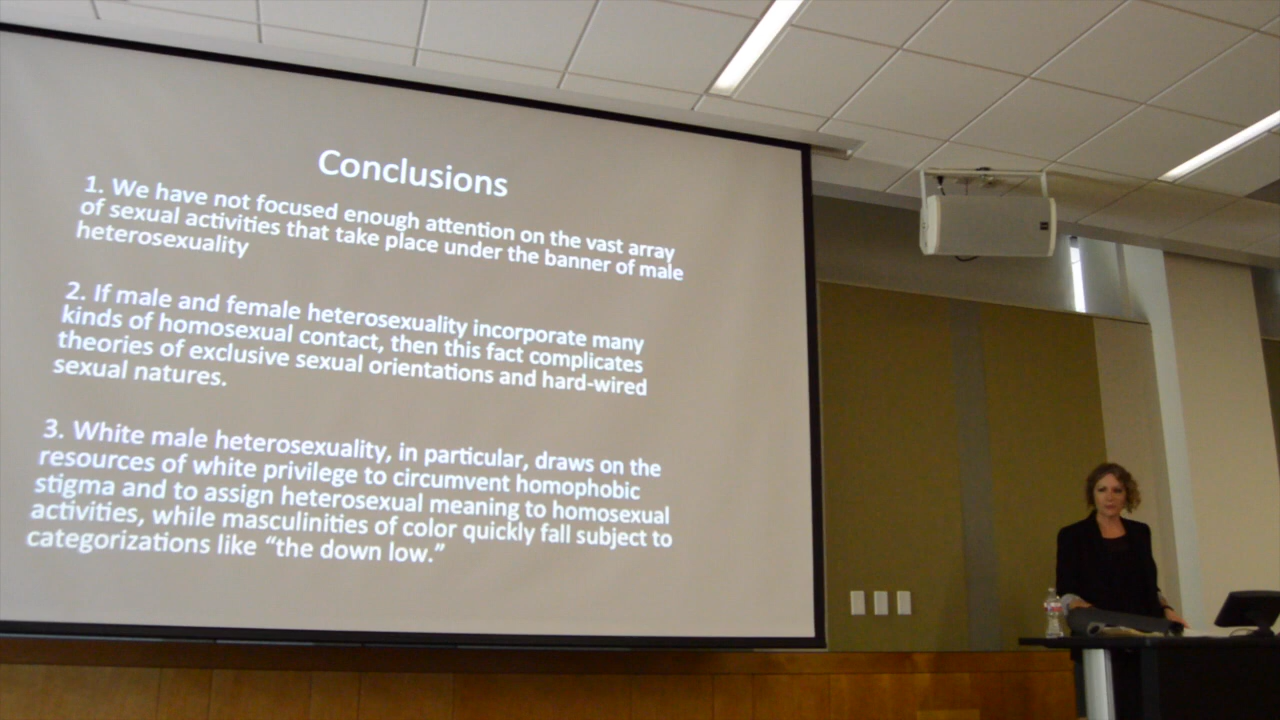 Conclusions
1. We have not focused enough attention on the vast array
of sexual activities that take place under the banner of male
heterosexuality
2. If male and female heterosexuality incorporate many
kinds of homosexual contact, then this fact complicates
theories of exclusive sexual orientations and hard-wired
sexual natures.
3. White male heterosexuality, in particular, draws on the
resources of white privilege to circumvent homophobic
stigma and to assign heterosexual meaning to homosexual
activities, while masculinities of color quickly fall subject to
categorizations like “the down low.”